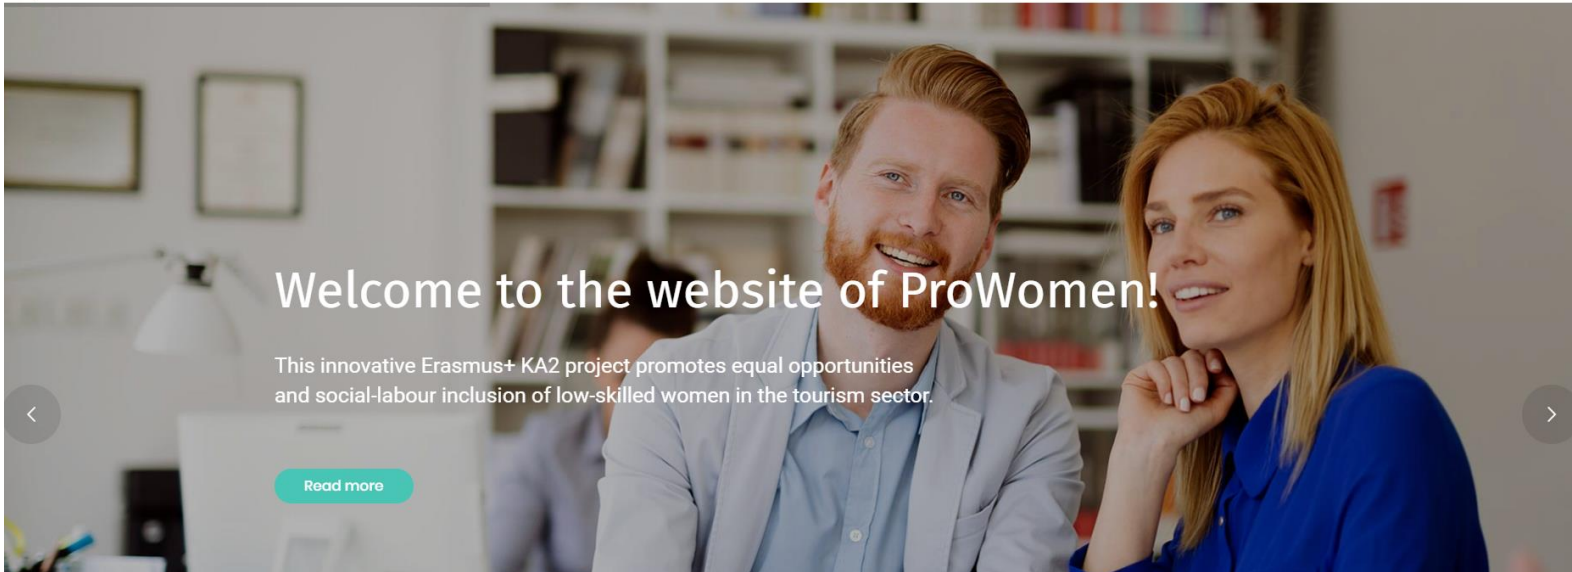 Welcome to the website of ProWomen!
This innovative Erasmus+ KA2 project promotes equal opportunities
and social-labour inclusion of low-skilled women in the tourism sector.
Read more